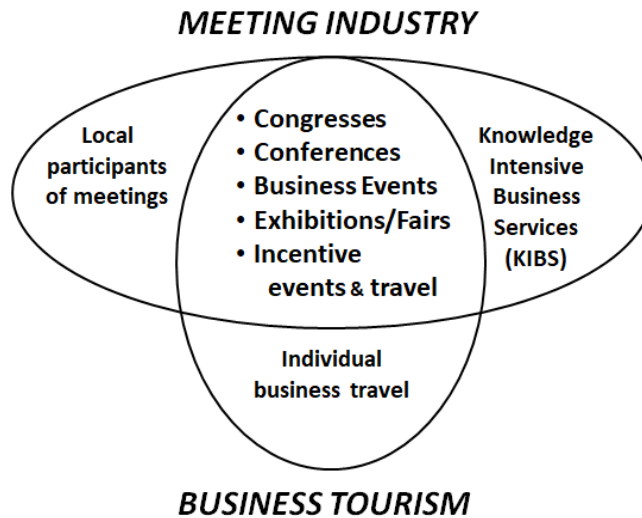 MEETING INDUSTRY
Local
participants
of meetings
• Congresses
• Conferences
• Business Events
• Exhibitions/Fairs
• Incentive
events & travel
Knowledge
Intensive
Business
Services
(KIBS)
Individual
business travel
BUSINESS TOURISM